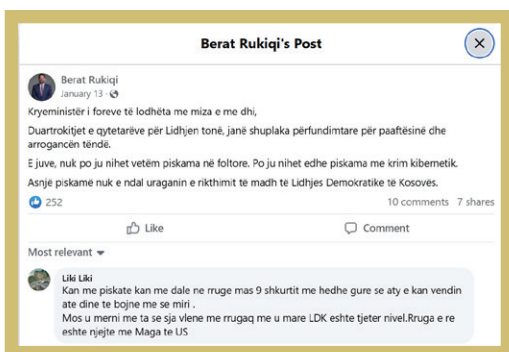 Berat Rukiqi's Post
Berat Rukiqi
January 13 ·
Kryeministër i foreve të lodhëta me miza e me dhi,
Duartrokitjet e qytetarëve për Lidhjen tonë, janë shuplaka përfundimtare për paaftësinë dhe
arrogancën tëndë.
E juve, nuk po ju nihet vetëm piskama në foltore. Po ju nihet edhe piskama me krim kibernetik.
Asnjë piskamë nuk e ndal uraganin e rikthimit të madh të Lidhjes Demokratike të Kosovës.
252
10 comments 7 shares
Like
Comment
Most relevant
Liki Liki
Kan me piskate kan me dale ne rruge mas 9 shkurtit me hedhe gure se aty e kan vendin
ate dine te bojne me se miri .
Mos u merni me ta se sja vlene me rrugaq me u mare LDK eshte tjeter nivel.Rruga e re
eshte njejte me Maga te US